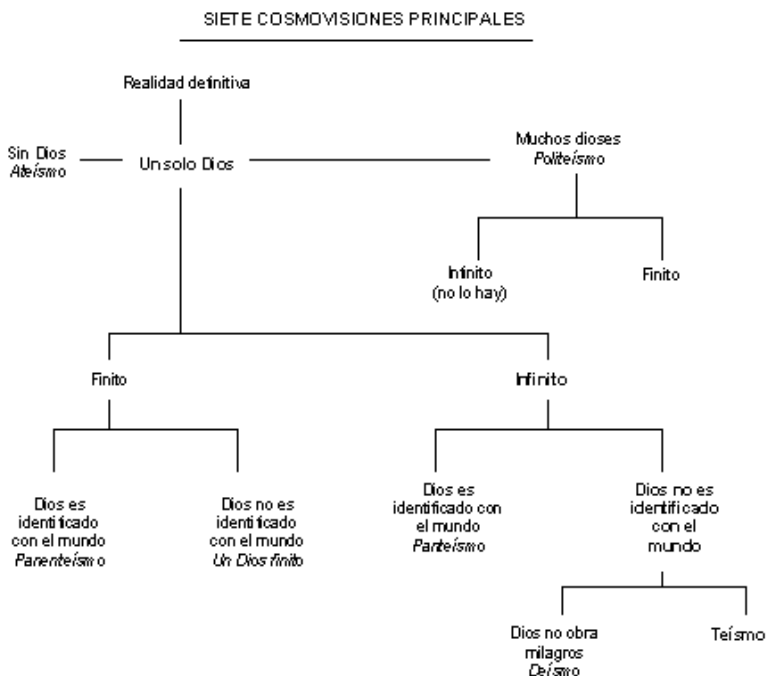 SIETE COSMOVISIONES PRINCIPALES
Realidad definitiva
Sin Dios
Ateísmo
Un solo Dios
Muchos dioses
Politeísmo
Infinito
(no lo hay)
Finito
Finito
Infinito
Dios es
identificado
con el mundo
Panenteísmo
Dios no es
identificado
con el mundo
Un Dios finito
Dios es
identificado con
el mundo
Panteísmo
Dios no es
identificado
con el
mundo
Dios no obra
milagros
Deísmo
Teísmo